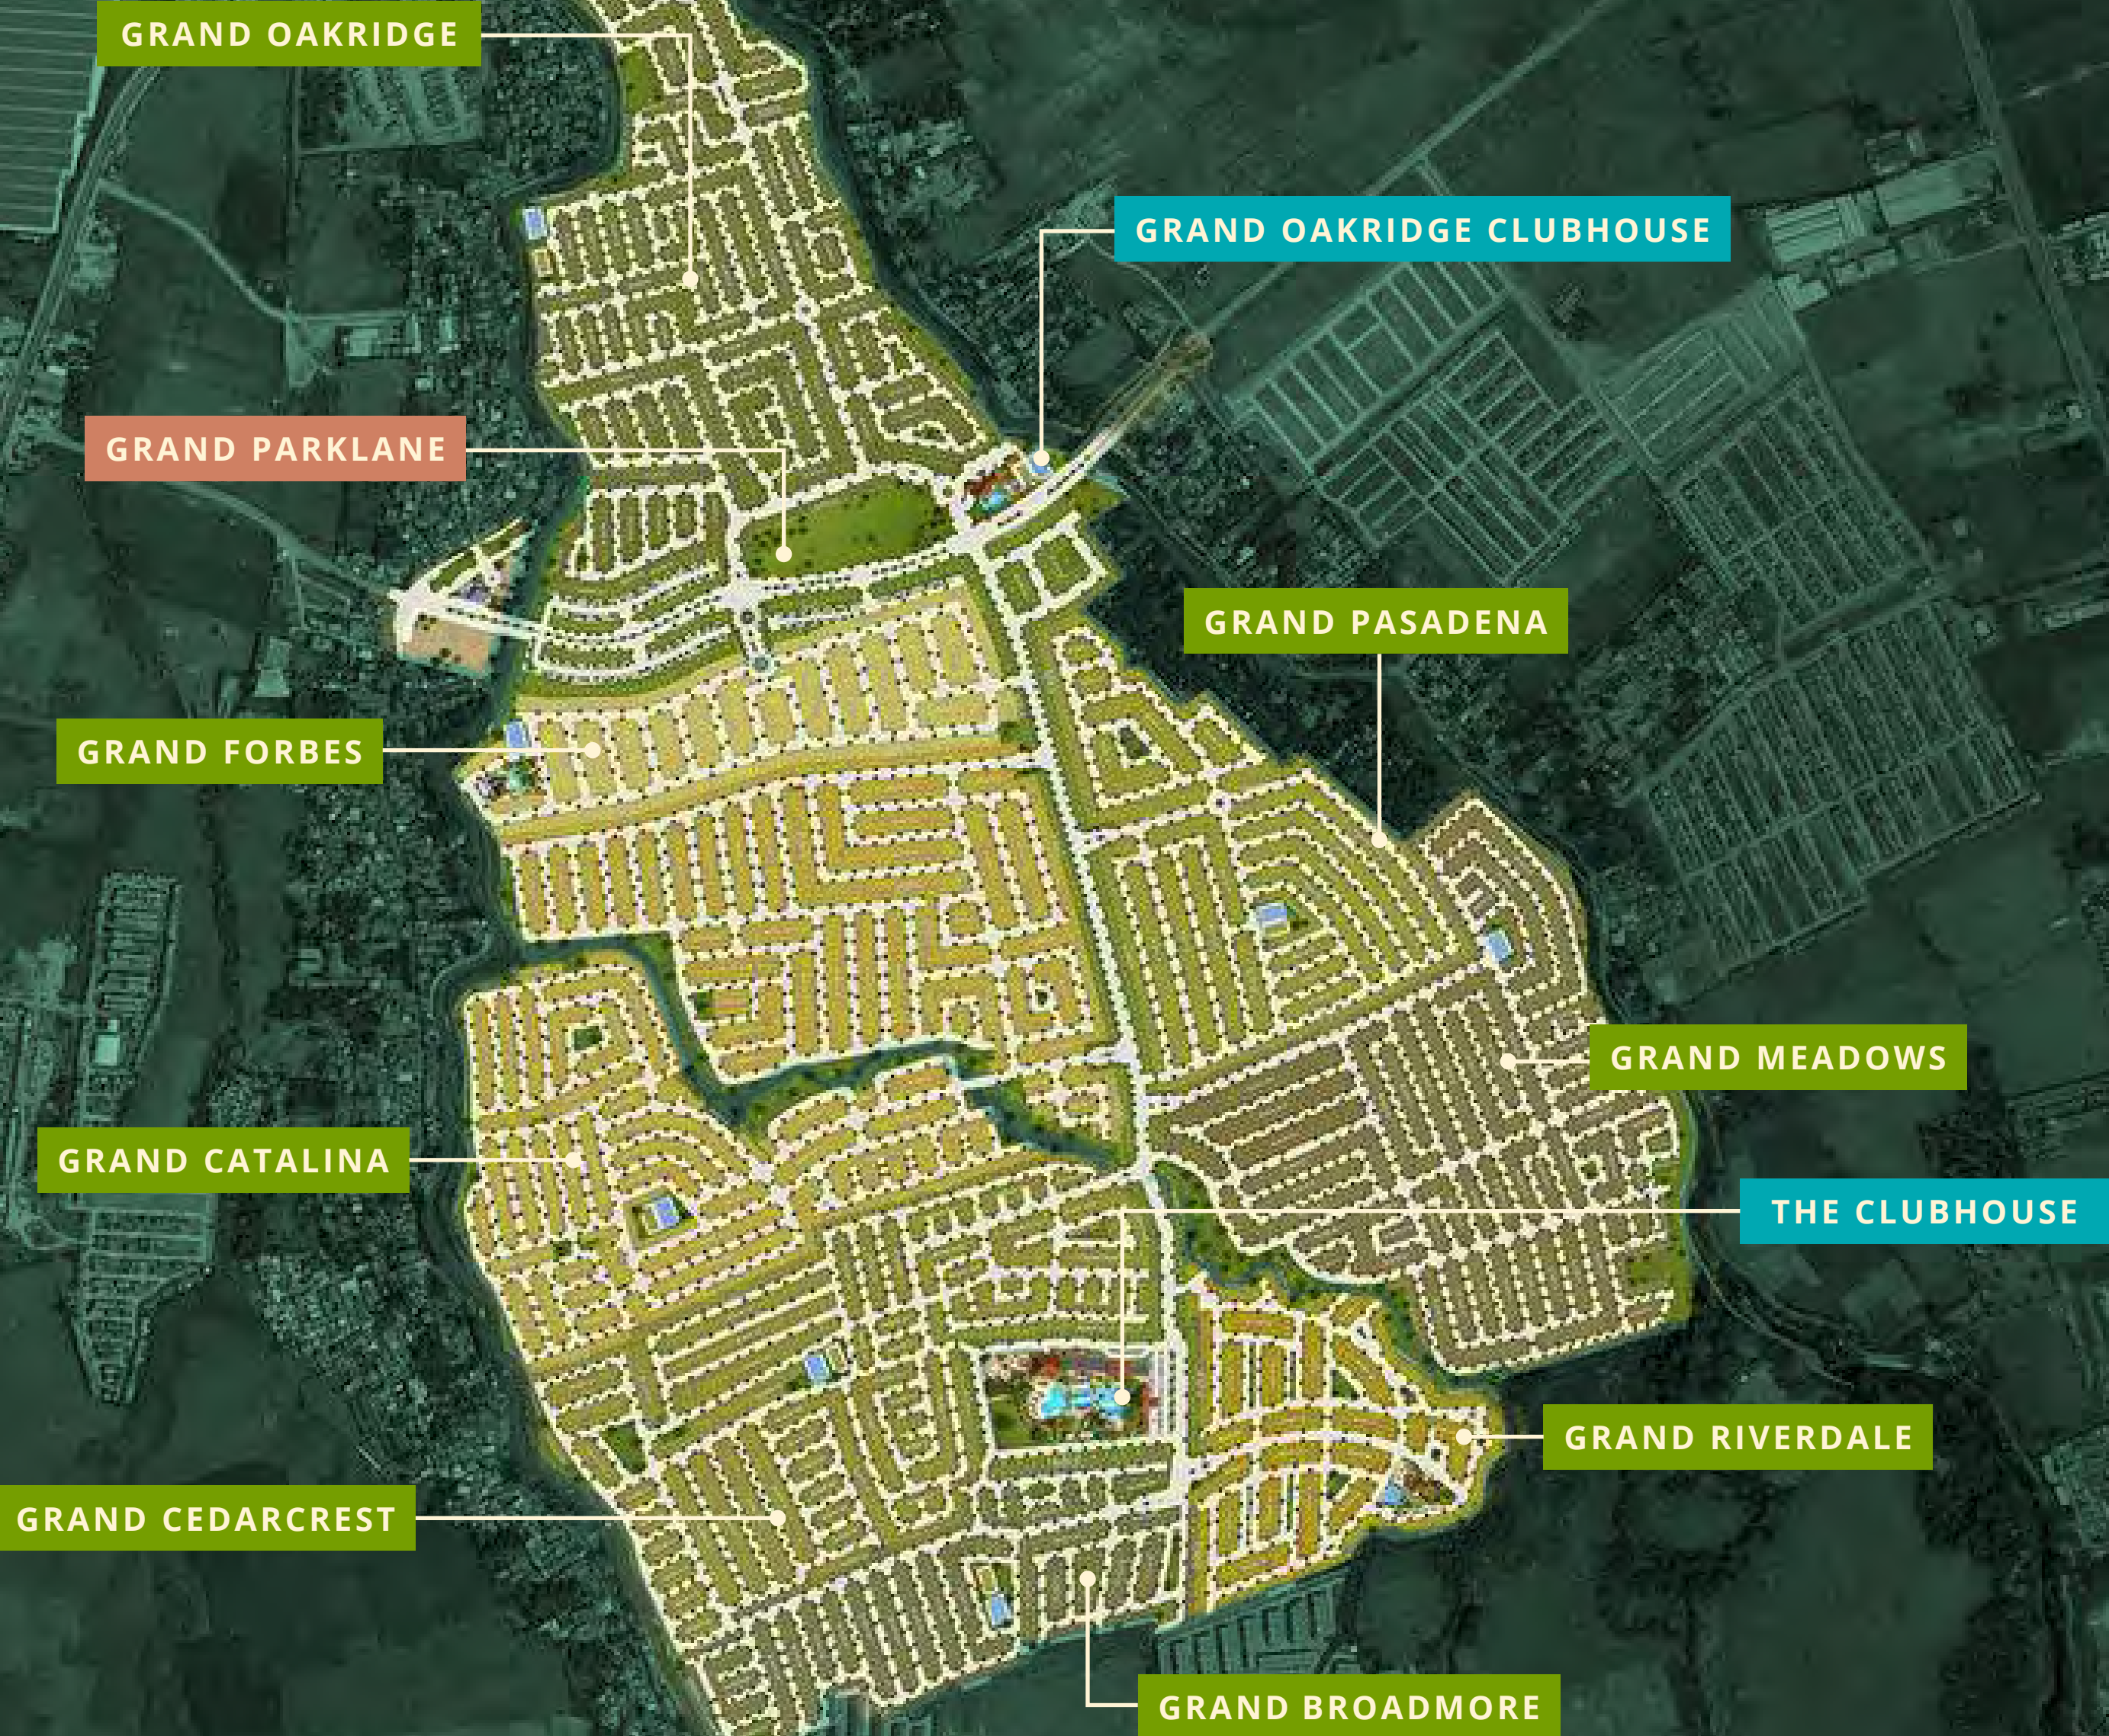 GRAND OAKRIDGE
GRAND OAKRIDGE CLUBHOUSE
GRAND PARKLANE
GRAND PASADENA
GRAND FORBES
GRAND MEADOWS
GRAND CATALINA
THE CLUBHOUSE
GRAND RIVERDALE
GRAND CEDARCREST
GRAND BROADMORE